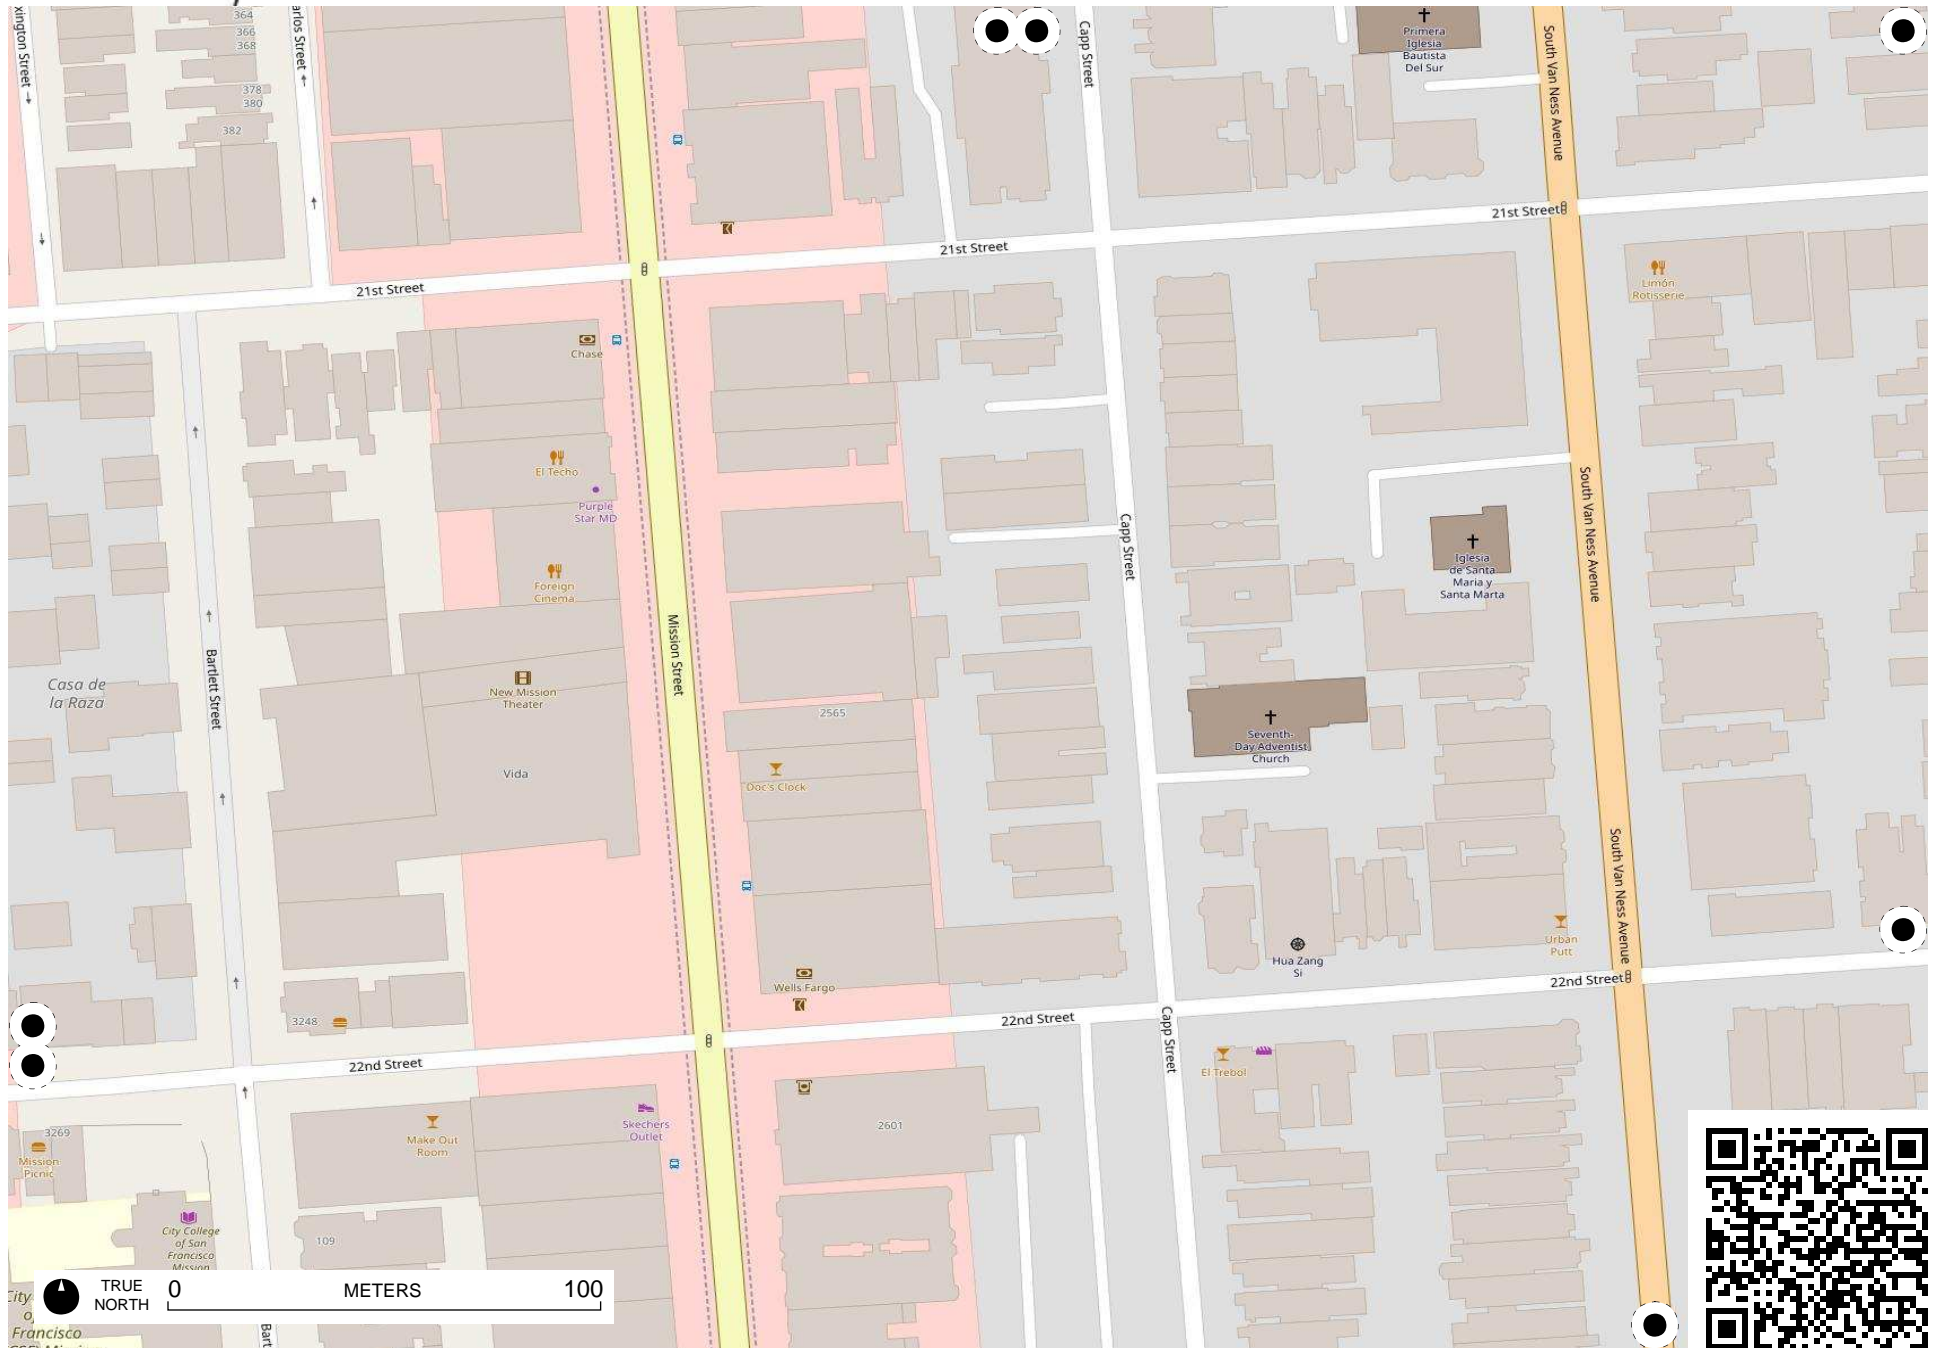 364
366
368
xington Street
arlos Street
378
380
382
Capp Street
Primera
Iglesia
Bautista
Del Sur
South Van Ness Avenue
21st Street
21st Street
21st Street
Limón
Rotisserie
Chase
El Techo
Purple
Star MD
Foreign
Cinema
Capp Street
South Van Ness Avenue
Iglesia
de Santa
Maria y
Santa Marta
Mission Street
Bartlett Street
Casa de
la Raza
New Mission
Theater
2565
Seventh-
Day Adventist
Church
Vida
Doc's Clock
South Van Ness Avenue
Urban
Putt
Hua Zang
Si
Wells Fargo
22nd Street
3248
22nd Street
22nd Street
Capp Street
El Trebol
Skechers
Outlet
Make Out
Room
2601
3269
Mission
Picnic
City College
of San
Francisco
Mission
109
TRUE
NORTH
0 METERS 100
City
of
Francisco
Bart